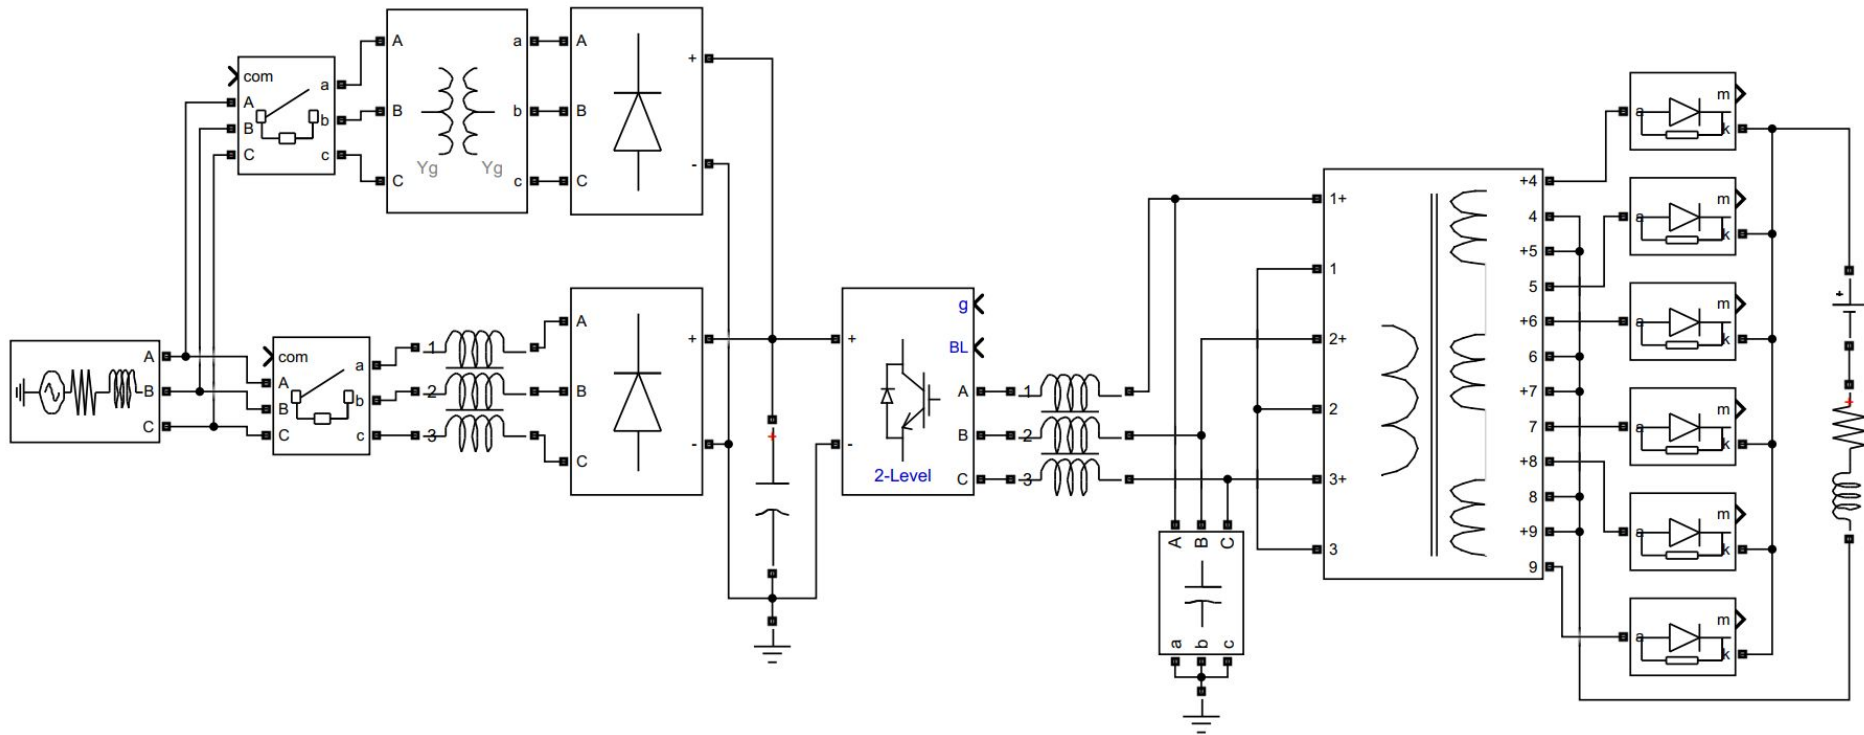 com
A
B
C
a
b
c
A
B
C
Yg
Yg
a
b
c
A
B
C
+
-
A
B
C
com
A
B
C
a
b
c
1
2
3
A
B
C
+
-
+
+
-
g
BL
A
B
C
2-Level
1
2
3
A
B
C
a
b
c
1+
1
2+
2
3+
3
+4
4
+5
5
+6
6
+7
7
+8
8
+9
9
a
m
k
a
m
k
a
m
k
a
m
k
a
m
k
a
m
k
+
+